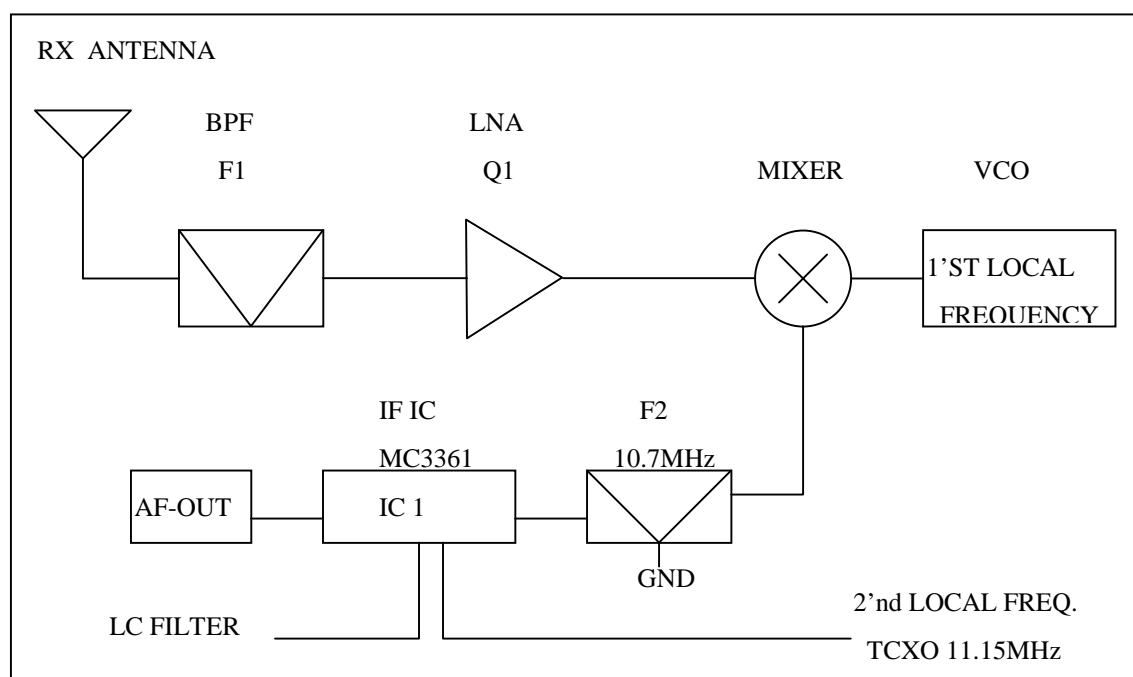 RX ANTENNA
BPF
F1
LNA
Q1
MIXER
VCO
1'ST LOCAL
FREQUENCY
IF IC
MC3361
IC 1
F2
10.7MHz
AF-OUT
GND
LC FILTER
2'nd LOCAL FREQ.
TCXO 11.15MHz